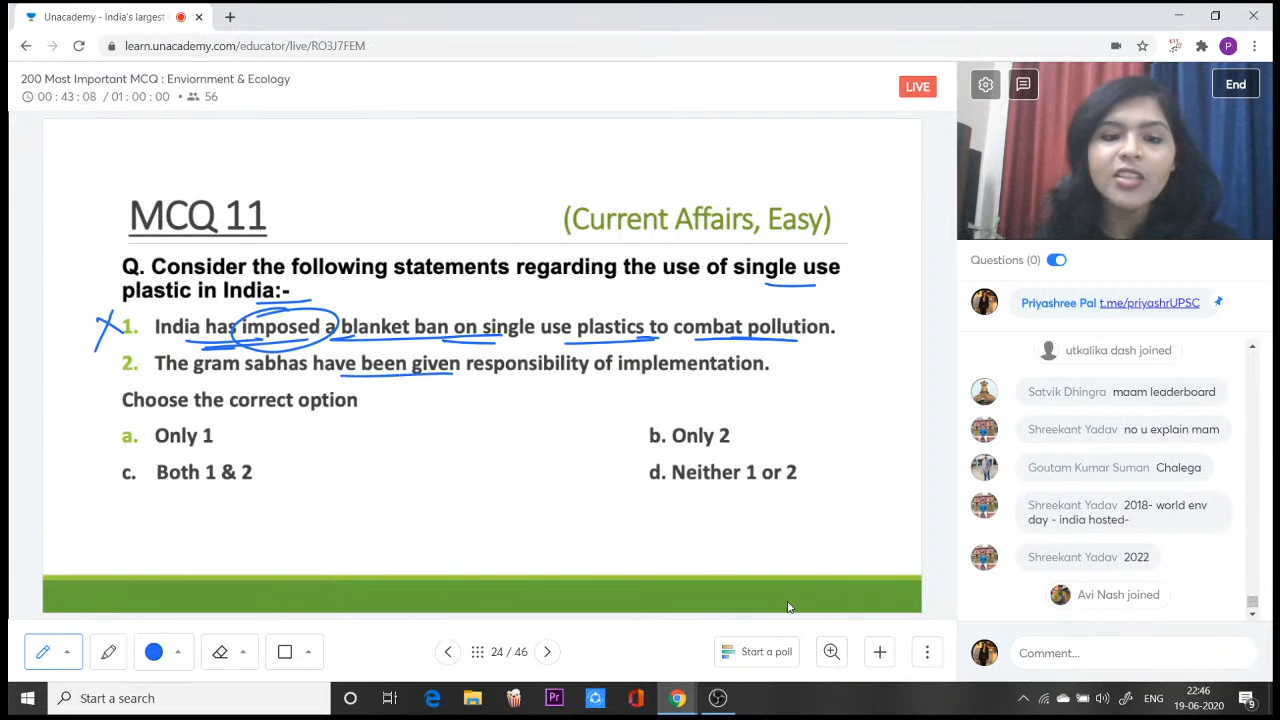 Unacademy - India's largest
learn.unacademy.com/educator/live/RO3J7FEM
200 Most Important MCQ : Enviornment & Ecology
00 : 43 : 08 / 01 : 00 : 00 • 56
LIVE
End
MCQ 11
(Current Affairs, Easy)
Q. Consider the following statements regarding the use of single use
plastic in India:-
1. India has imposed a blanket ban on single use plastics to combat pollution.
2. The gram sabhas have been given responsibility of implementation.
Choose the correct option
a. Only 1
b. Only 2
c. Both 1 & 2
d. Neither 1 or 2
Questions (0)
Priyashree Pal t.me/priyashrUPSC
utkalika dash joined
Satvik Dhingra maam leaderboard
Shreekant Yadav no u explain mam
Goutam Kumar Suman Chalega
Shreekant Yadav 2018- world env
day - india hosted-
Shreekant Yadav 2022
Avi Nash joined
24 / 46
Start a poll
Comment...
Start a search
Pr
ENG
22:46
19-06-2020
9